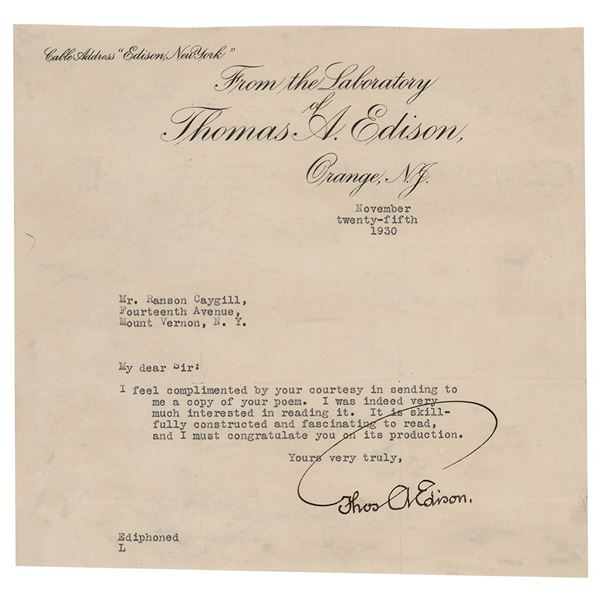 Cable Address "Edison, New York"
From the Laboratory
of
Thomas A. Edison,
Orange, N.J.
November
twenty-fifth
1930
Mr. Ranson Caygill,
Fourteenth Avenue,
Mount Vernon, N. Y.
My dear Sir:
I feel complimented by your courtesy in sending to
me a copy of your poem. I was indeed very
much interested in reading it. It is skill-
fully constructed and fascinating to read,
and I must congratulate you on its production.
Yours very truly,
Thos A Edison.
Ediphoned
L